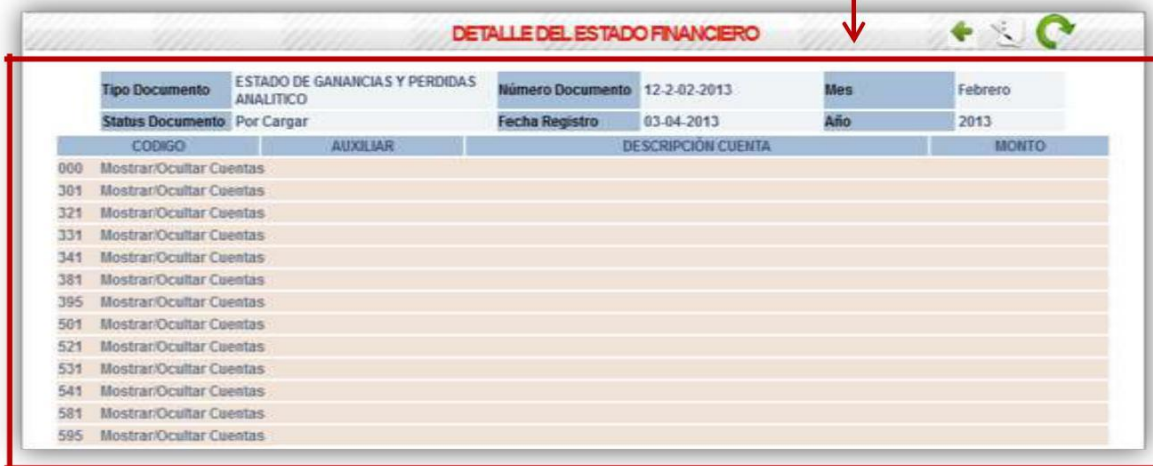 DETALLE DEL ESTADO FINANCIERO
Tipo Documento ESTADO DE GANANCIAS Y PERDIDAS ANALITICO Número Documento 12-2-02-2013 Mes Febrero
Status Documento Por Cargar Fecha Registro 03-04-2013 Año 2013
CODIGO AUXILIAR DESCRIPCIÓN CUENTA MONTO
000 Mostrar/Ocultar Cuentas
301 Mostrar/Ocultar Cuentas
321 Mostrar/Ocultar Cuentas
331 Mostrar/Ocultar Cuentas
341 Mostrar/Ocultar Cuentas
381 Mostrar/Ocultar Cuentas
395 Mostrar/Ocultar Cuentas
501 Mostrar/Ocultar Cuentas
521 Mostrar/Ocultar Cuentas
531 Mostrar/Ocultar Cuentas
541 Mostrar/Ocultar Cuentas
581 Mostrar/Ocultar Cuentas
595 Mostrar/Ocultar Cuentas